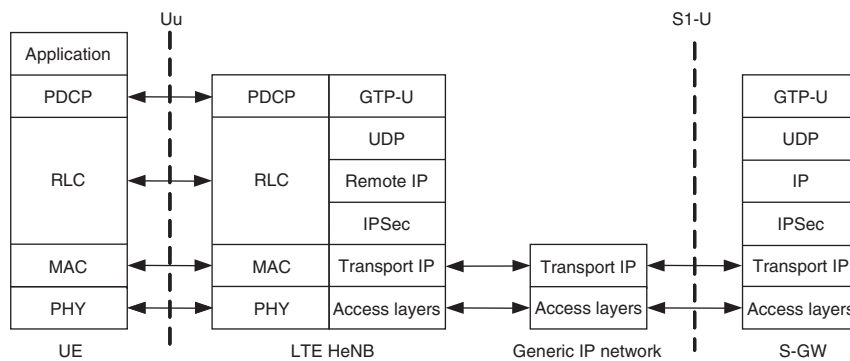 Uu
S1-U
Application
PDCP
PDCP
GTP-U
GTP-U
UDP
UDP
RLC
RLC
Remote IP
IP
IPSec
IPSec
MAC
MAC
Transport IP
Transport IP
Transport IP
PHY
PHY
Access layers
Access layers
Access layers
UE
LTE HeNB
Generic IP network
S-GW